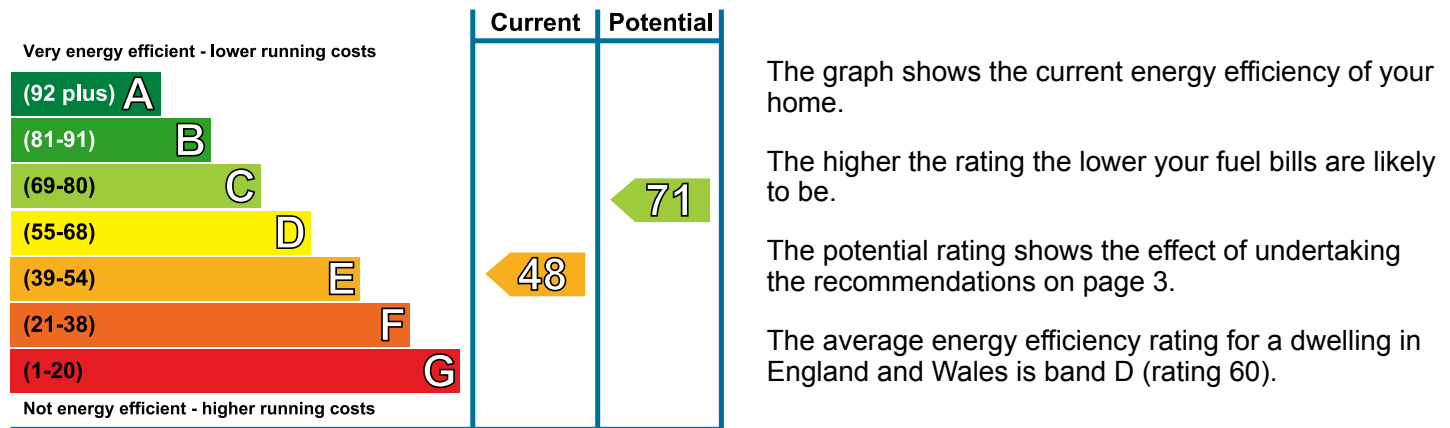 Current Potential
Very energy efficient - lower running costs
(92 plus) A
(81-91) B
(69-80) C
71
(55-68) D
(39-54) E
48
(21-38) F
(1-20) G
Not energy efficient - higher running costs
The graph shows the current energy efficiency of your
home.
The higher the rating the lower your fuel bills are likely
to be.
The potential rating shows the effect of undertaking
the recommendations on page 3.
The average energy efficiency rating for a dwelling in
England and Wales is band D (rating 60).